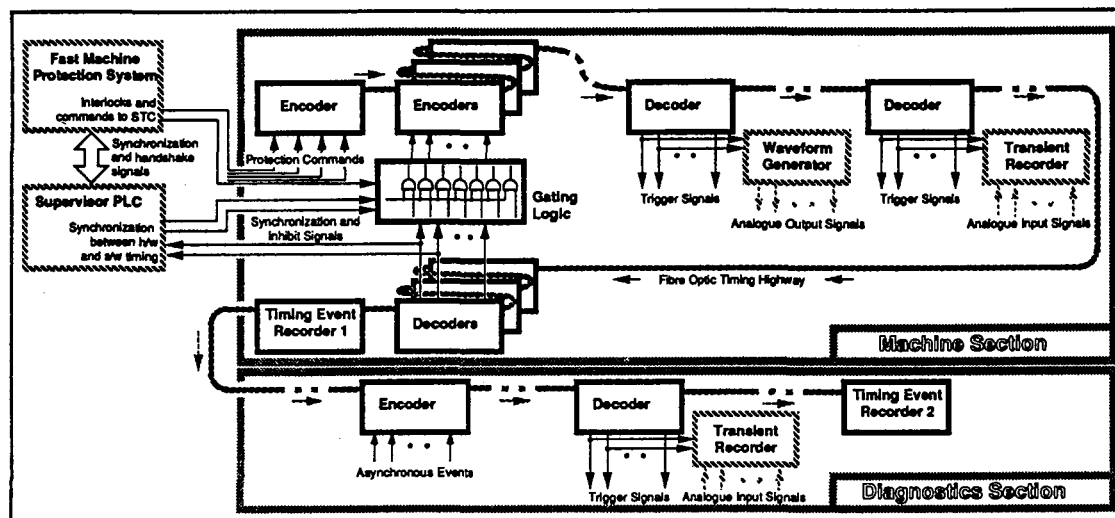 Fast Machine
Protection System
Interlocks and
commands to STC
Synchronization
and handshake
signals
Supervisor PLC
Synchronization
between h/w
and s/w timing
Encoder
Encoders
Protection Commands
Gating
Logic
Synchronization and
Inhibit Signals
Decoder
Waveform
Generator
Trigger Signals
Analogue Output Signals
Decoder
Transient
Recorder
Trigger Signals
Analogue Input Signals
Fibre Optic Timing Highway
Timing Event
Recorder 1
Decoders
Machine Section
Encoder
Asynchronous Events
Decoder
Transient
Recorder
Trigger Signals
Analogue Input Signals
Timing Event
Recorder 2
Diagnostics Section